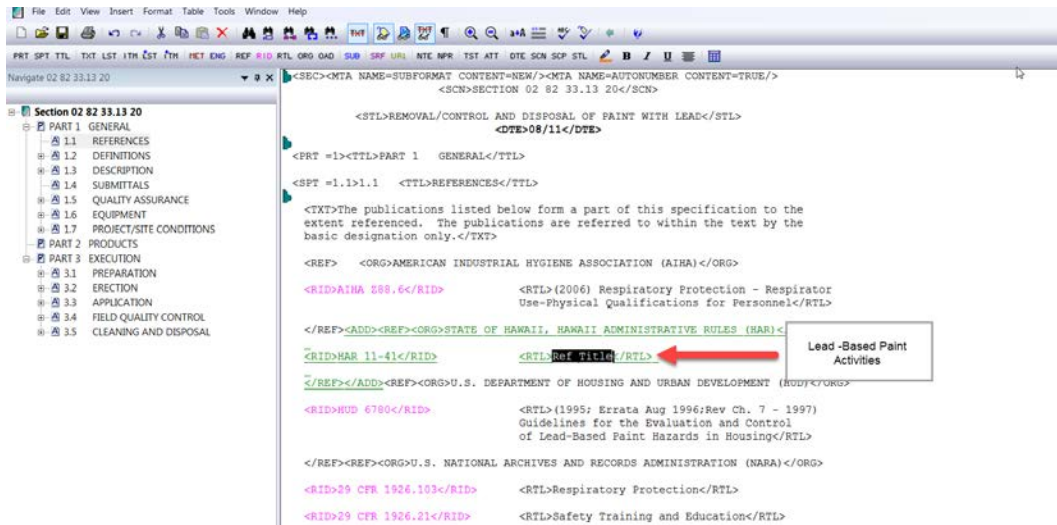 File Edit View Insert Format Table Tools Window Help
PRT SPT TTL TXT LST ITM LST ITM MET ENG REF RID RTL ORG OAD SUB SRF URL NTE NPR TST ATT DTE SCN SCP STL B I U
Navigate 02 82 33.13 20
Section 02 82 33.13 20
PART 1 GENERAL
1.1 REFERENCES
1.2 DEFINITIONS
1.3 DESCRIPTION
1.4 SUBMITTALS
1.5 QUALITY ASSURANCE
1.6 EQUIPMENT
1.7 PROJECT/SITE CONDITIONS
PART 2 PRODUCTS
PART 3 EXECUTION
3.1 PREPARATION
3.2 ERECTION
3.3 APPLICATION
3.4 FIELD QUALITY CONTROL
3.5 CLEANING AND DISPOSAL
<SEC><MTA NAME=SUBFORMAT CONTENT=NEW/><MTA NAME=AUTONUMBER CONTENT=TRUE/>
<SCN>SECTION 02 82 33.13 20</SCN>
<STL>REMOVAL/CONTROL AND DISPOSAL OF PAINT WITH LEAD</STL>
<DTE>08/11</DTE>
<PRT =1><TTL>PART 1 GENERAL</TTL>
<SPT =1.1>1.1 <TTL>REFERENCES</TTL>
<TXT>The publications listed below form a part of this specification to the
extent referenced. The publications are referred to within the text by the
basic designation only.</TXT>
<REF> <ORG>AMERICAN INDUSTRIAL HYGIENE ASSOCIATION (AIHA)</ORG>
<RID>AIHA Z88.6</RID> <RTL>(2006) Respiratory Protection - Respirator
Use-Physical Qualifications for Personnel</RTL>
</REF><ADD><REF><ORG>STATE OF HAWAII, HAWAII ADMINISTRATIVE RULES (HAR)<
<RID>HAR 11-41</RID> <RTL>Ref Title</RTL>
Lead -Based Paint
Activities
</REF></ADD><REF><ORG>U.S. DEPARTMENT OF HOUSING AND URBAN DEVELOPMENT (HUD)</ORG>
<RID>HUD 6780</RID> <RTL>(1995; Errata Aug 1996;Rev Ch. 7 - 1997)
Guidelines for the Evaluation and Control
of Lead-Based Paint Hazards in Housing</RTL>
</REF><REF><ORG>U.S. NATIONAL ARCHIVES AND RECORDS ADMINISTRATION (NARA)</ORG>
<RID>29 CFR 1926.103</RID> <RTL>Respiratory Protection</RTL>
<RID>29 CFR 1926.21</RID> <RTL>Safety Training and Education</RTL>